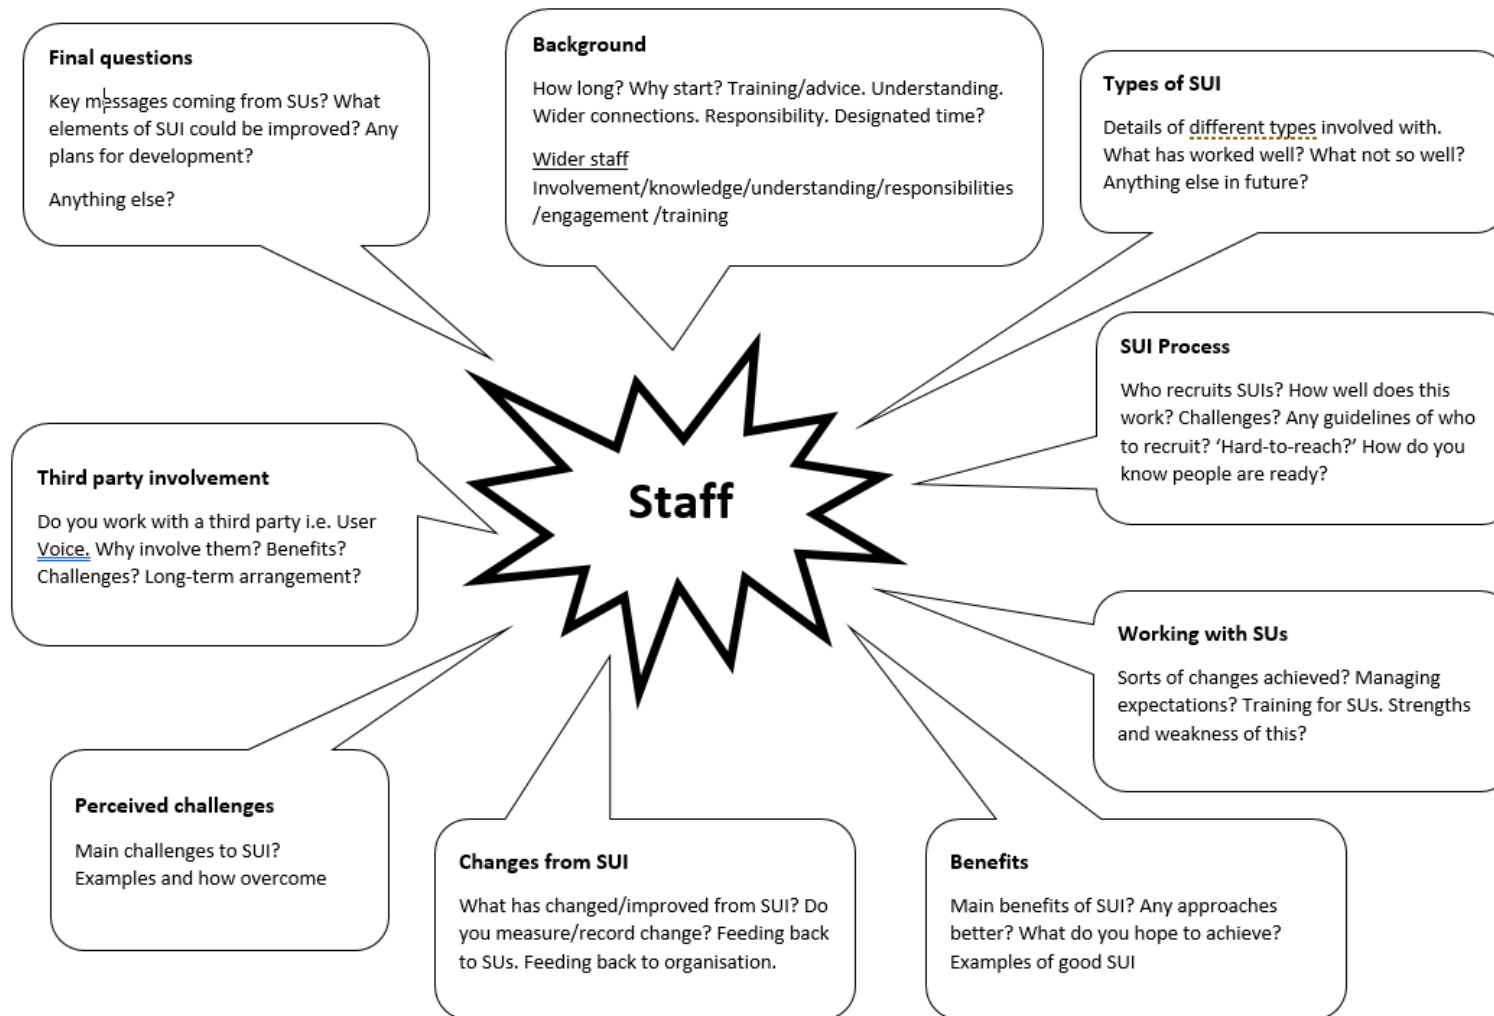 Final questions
Key messages coming from SUs? What
elements of SUI could be improved? Any
plans for development?
Anything else?
Background
How long? Why start? Training/advice. Understanding.
Wider connections. Responsibility. Designated time?
Wider staff
Involvement/knowledge/understanding/responsibilities
/engagement /training
Types of SUI
Details of different types involved with.
What has worked well? What not so well?
Anything else in future?
SUI Process
Who recruits SUIs? How well does this
work? Challenges? Any guidelines of who
to recruit? ‘Hard-to-reach?’ How do you
know people are ready?
Staff
Third party involvement
Do you work with a third party i.e. User
Voice. Why involve them? Benefits?
Challenges? Long-term arrangement?
Working with SUs
Sorts of changes achieved? Managing
expectations? Training for SUs. Strengths
and weakness of this?
Perceived challenges
Main challenges to SUI?
Examples and how overcome
Changes from SUI
What has changed/improved from SUI? Do
you measure/record change? Feeding back
to SUs. Feeding back to organisation.
Benefits
Main benefits of SUI? Any approaches
better? What do you hope to achieve?
Examples of good SUI